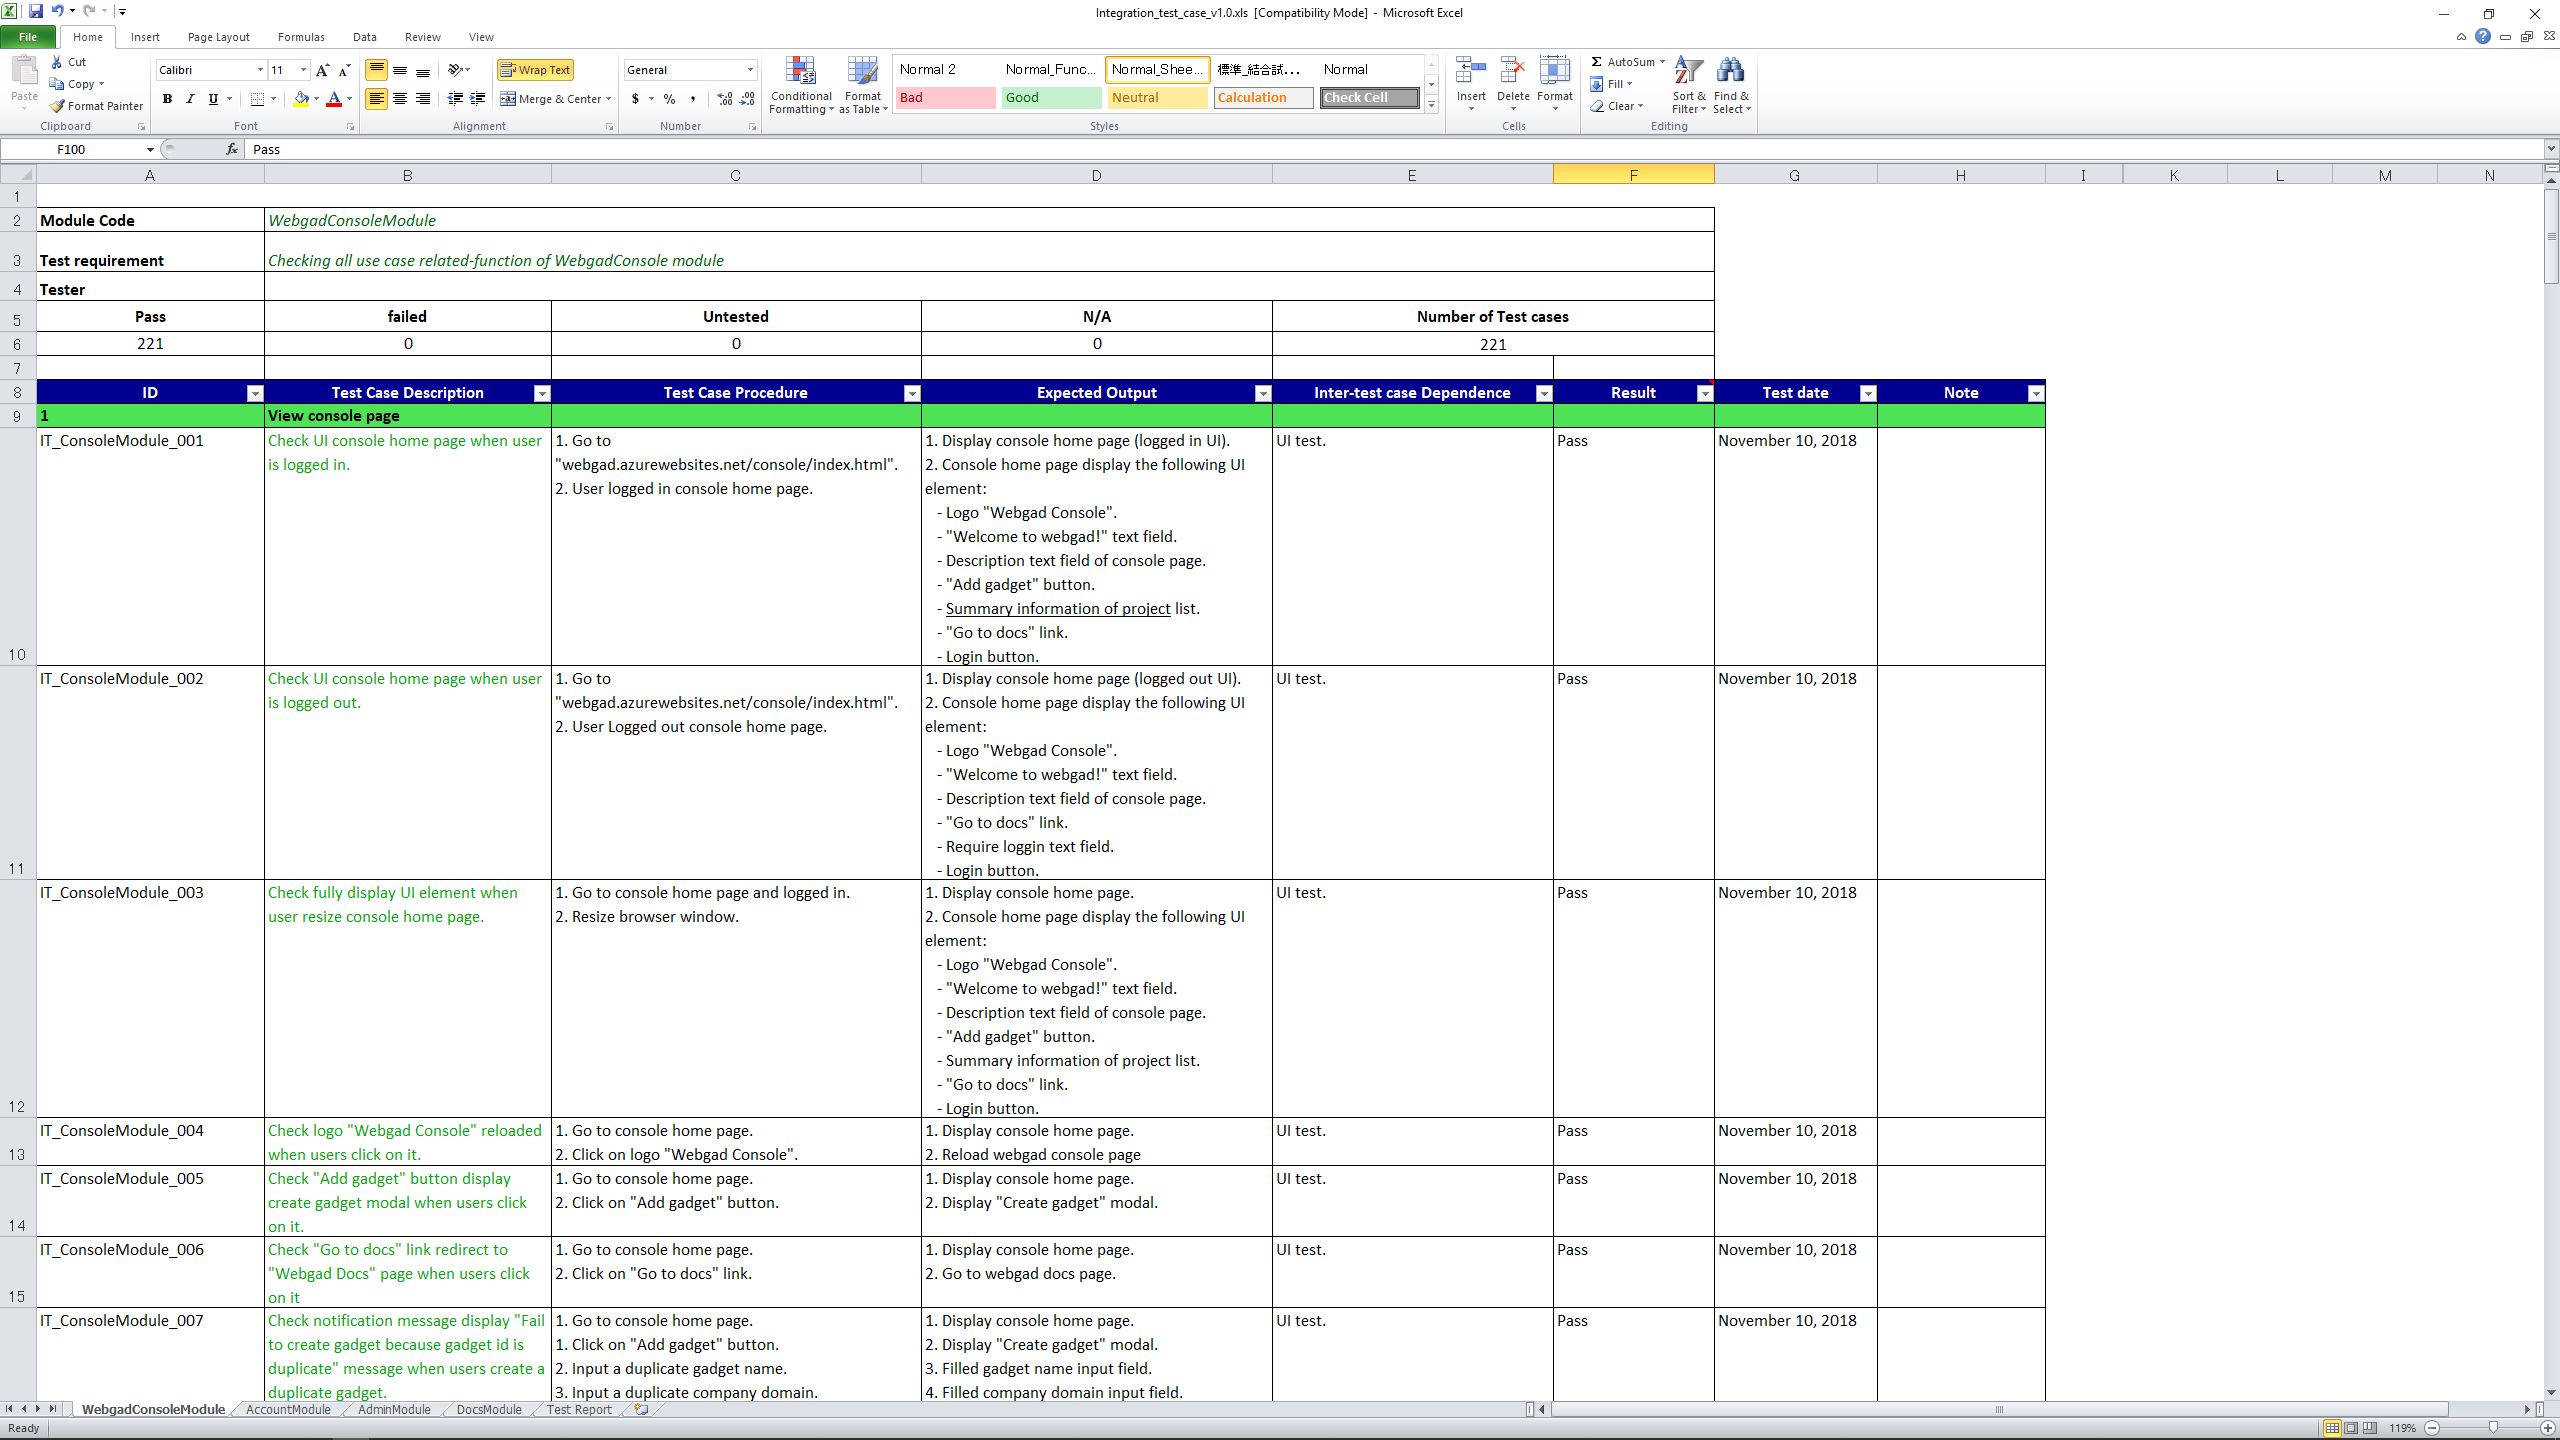 Integration_test_case_v1.0.xls [Compatibility Mode] - Microsoft Excel
File Home Insert Page Layout Formulas Data Review View
Paste
Cut
Copy
Format Painter
Clipboard
Calibri 11
B I U
Font
Wrap Text
Merge & Center
Alignment
General
$ % ,
Number
Conditional Formatting
Format as Table
Normal 2 Normal_Func... Normal_Shee... 標準_結合試... Normal
Bad Good Neutral Calculation Check Cell
Styles
Insert Delete Format
Cells
Σ AutoSum
Fill
Clear
Sort & Filter
Find & Select
Editing
F100 fx Pass
A B C D E F G H I J K L M N
1
2 Module Code WebgadConsoleModule
3 Test requirement Checking all use case related-function of WebgadConsole module
4 Tester
5 Pass failed Untested N/A Number of Test cases
6 221 0 0 0 221
7
8 ID Test Case Description Test Case Procedure Expected Output Inter-test case Dependence Result Test date Note
9 1 View console page
10 IT_ConsoleModule_001
Check UI console home page when user
is logged in.
1. Go to
"webgad.azurewebsites.net/console/index.html".
2. User logged in console home page.
1. Display console home page (logged in UI).
2. Console home page display the following UI
element:
- Logo "Webgad Console".
- "Welcome to webgad!" text field.
- Description text field of console page.
- "Add gadget" button.
- Summary information of project list.
- "Go to docs" link.
- Login button.
UI test. Pass November 10, 2018
11 IT_ConsoleModule_002
Check UI console home page when user
is logged out.
1. Go to
"webgad.azurewebsites.net/console/index.html".
2. User Logged out console home page.
1. Display console home page (logged out UI).
2. Console home page display the following UI
element:
- Logo "Webgad Console".
- "Welcome to webgad!" text field.
- Description text field of console page.
- "Go to docs" link.
- Require loggin text field.
- Login button.
UI test. Pass November 10, 2018
12 IT_ConsoleModule_003
Check fully display UI element when
user resize console home page.
1. Go to console home page and logged in.
2. Resize browser window.
1. Display console home page.
2. Console home page display the following UI
element:
- Logo "Webgad Console".
- "Welcome to webgad!" text field.
- Description text field of console page.
- "Add gadget" button.
- Summary information of project list.
- "Go to docs" link.
- Login button.
UI test. Pass November 10, 2018
13 IT_ConsoleModule_004
Check logo "Webgad Console" reloaded
when users click on it.
1. Go to console home page.
2. Click on logo "Webgad Console".
1. Display console home page.
2. Reload webgad console page
UI test. Pass November 10, 2018
14 IT_ConsoleModule_005
Check "Add gadget" button display
create gadget modal when users click
on it.
1. Go to console home page.
2. Click on "Add gadget" button.
1. Display console home page.
2. Display "Create gadget" modal.
UI test. Pass November 10, 2018
15 IT_ConsoleModule_006
Check "Go to docs" link redirect to
"Webgad Docs" page when users click
on it
1. Go to console home page.
2. Click on "Go to docs" link.
1. Display console home page.
2. Go to webgad docs page.
UI test. Pass November 10, 2018
IT_ConsoleModule_007
Check notification message display "Fail
to create gadget because gadget id is
duplicate" message when users create a
duplicate gadget.
1. Go to console home page.
1. Click on "Add gadget" button.
2. Input a duplicate gadget name.
3. Input a duplicate company domain.
1. Display console home page.
2. Display "Create gadget" modal.
3. Filled gadget name input field.
4. Filled company domain input field.
UI test. Pass November 10, 2018
WebgadConsoleModule AccountModule AdminModule DocsModule Test Report
Ready 119%